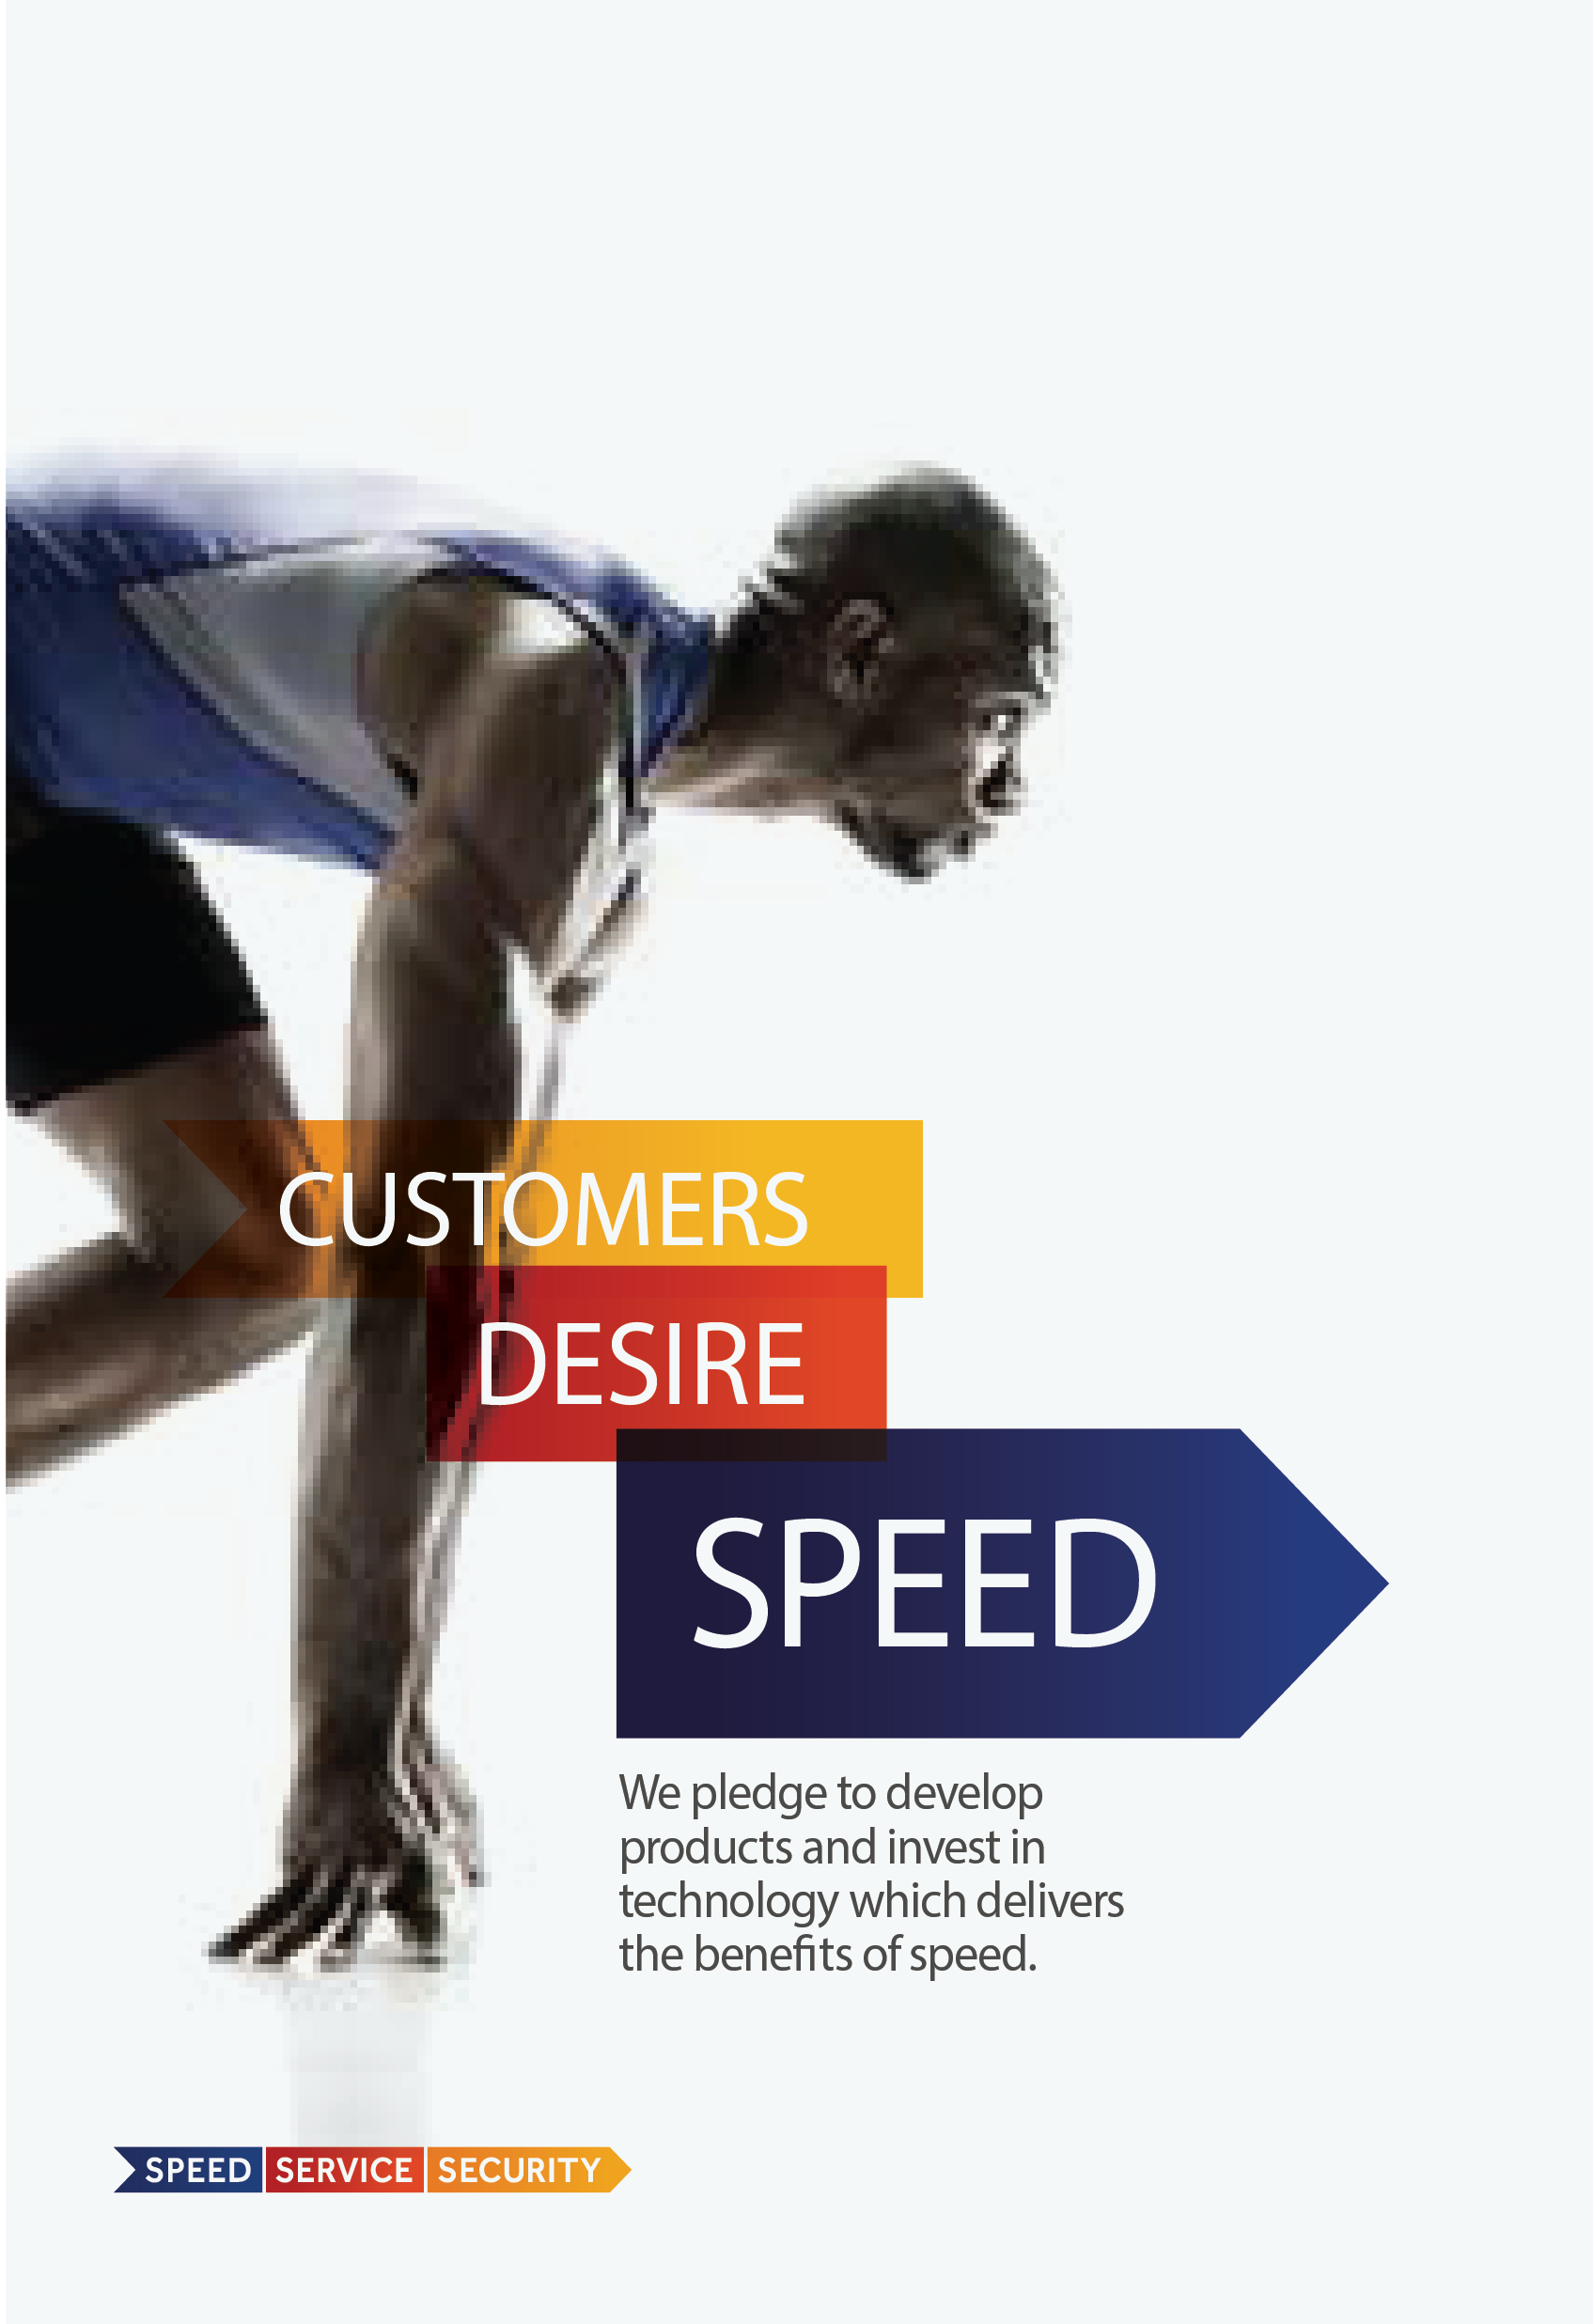 CUSTOMERS
DESIRE
SPEED
We pledge to develop
products and invest in
technology which delivers
the benefits of speed.
SPEED SERVICE SECURITY